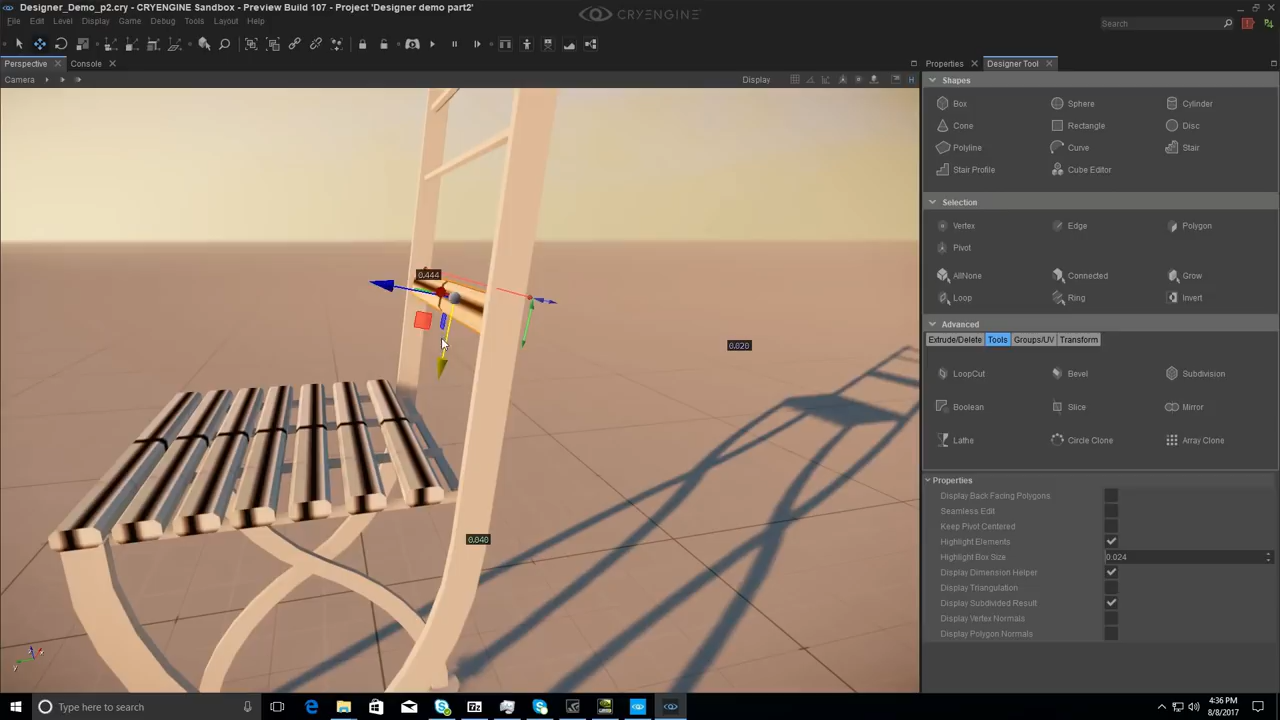 Designer_Demo_p2.cry - CRYENGINE Sandbox - Preview Build 107 - Project 'Designer demo part2'
CRYENGINE
File Edit Level Display Game Debug Tools Layout Help
Search
Perspective Console
Properties Designer Tool
Camera
Display
Shapes
Box Sphere Cylinder
Cone Rectangle Disc
Polyline Curve Stair
Stair Profile Cube Editor
Selection
Vertex Edge Polygon
Pivot
AllNone Connected Grow
Loop Ring Invert
Advanced
Extrude/Delete Tools Groups/UV Transform
LoopCut Bevel Subdivision
Boolean Slice Mirror
Lathe Circle Clone Array Clone
Properties
Display Back Facing Polygons
Seamless Edit
Keep Pivot Centered
Highlight Elements
Highlight Box Size 0.024
Display Dimension Helper
Display Triangulation
Display Subdivided Result
Display Vertex Normals
Display Polygon Normals
0.444
0.020
0.040
Type here to search
4:36 PM
8/8/2017